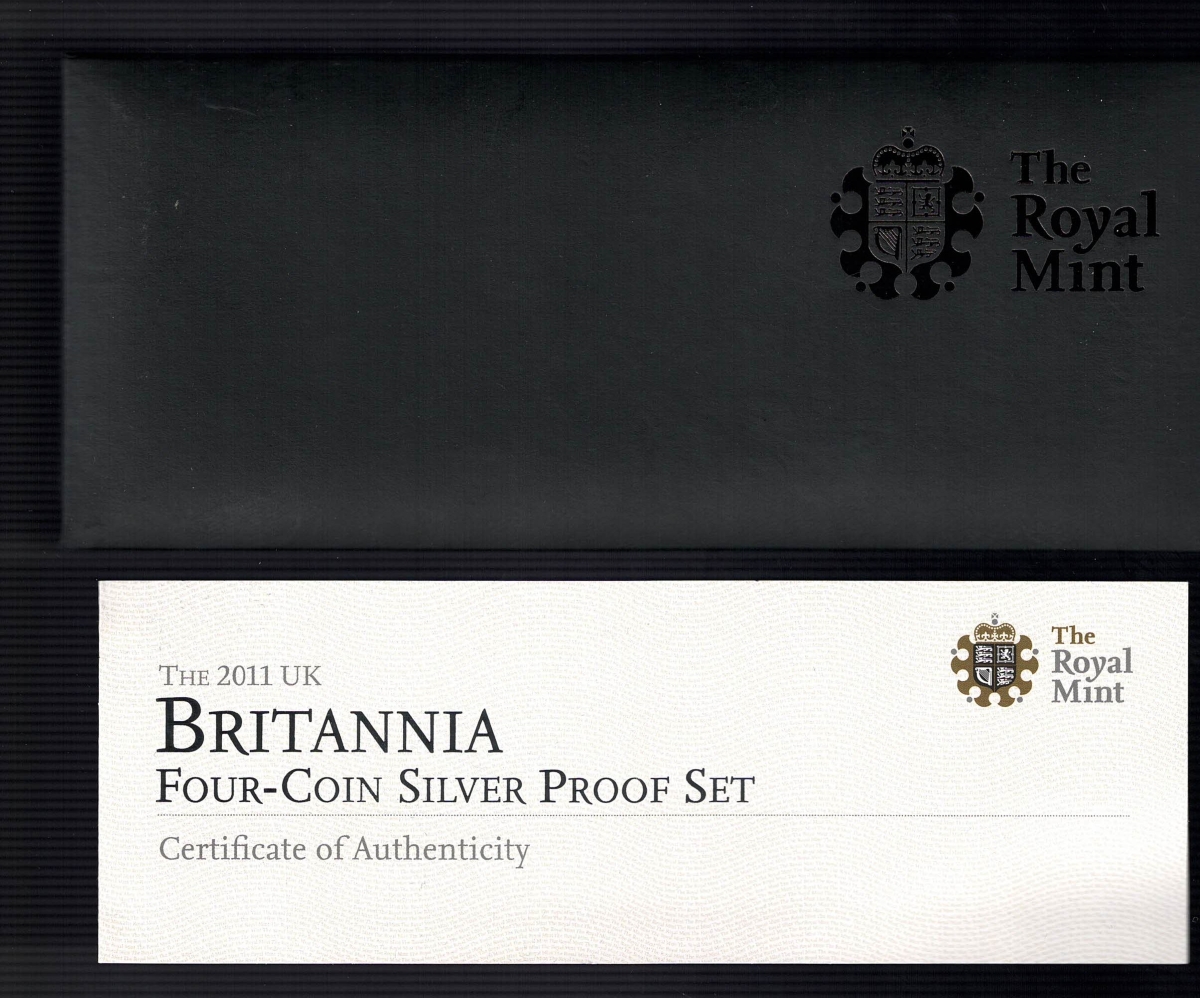 The
Royal
Mint
The
Royal
Mint
THE 2011 UK
BRITANNIA
FOUR-COIN SILVER PROOF SET
Certificate of Authenticity